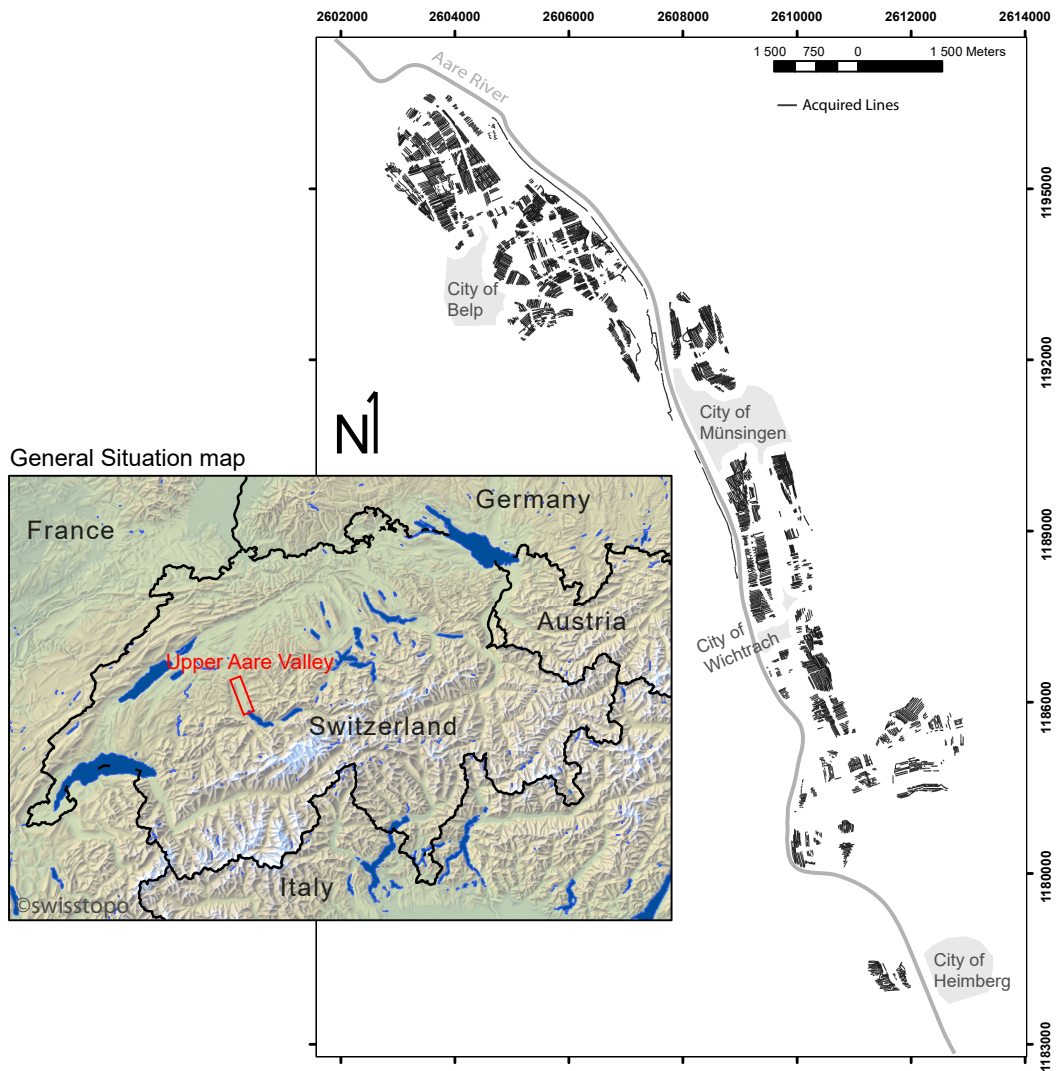 2602000 2604000 2606000 2608000 2610000 2612000 2614000
1 500 750 0 1 500 Meters
Acquired Lines
Aare River
1195000
City of
Belp
1192000
City of
Münsingen
N
General Situation map
1189000
City of
Wichtrach
1186000
1180000
City of
Heimberg
1183000
France
Germany
Austria
Upper Aare Valley
Switzerland
Italy
©swisstopo